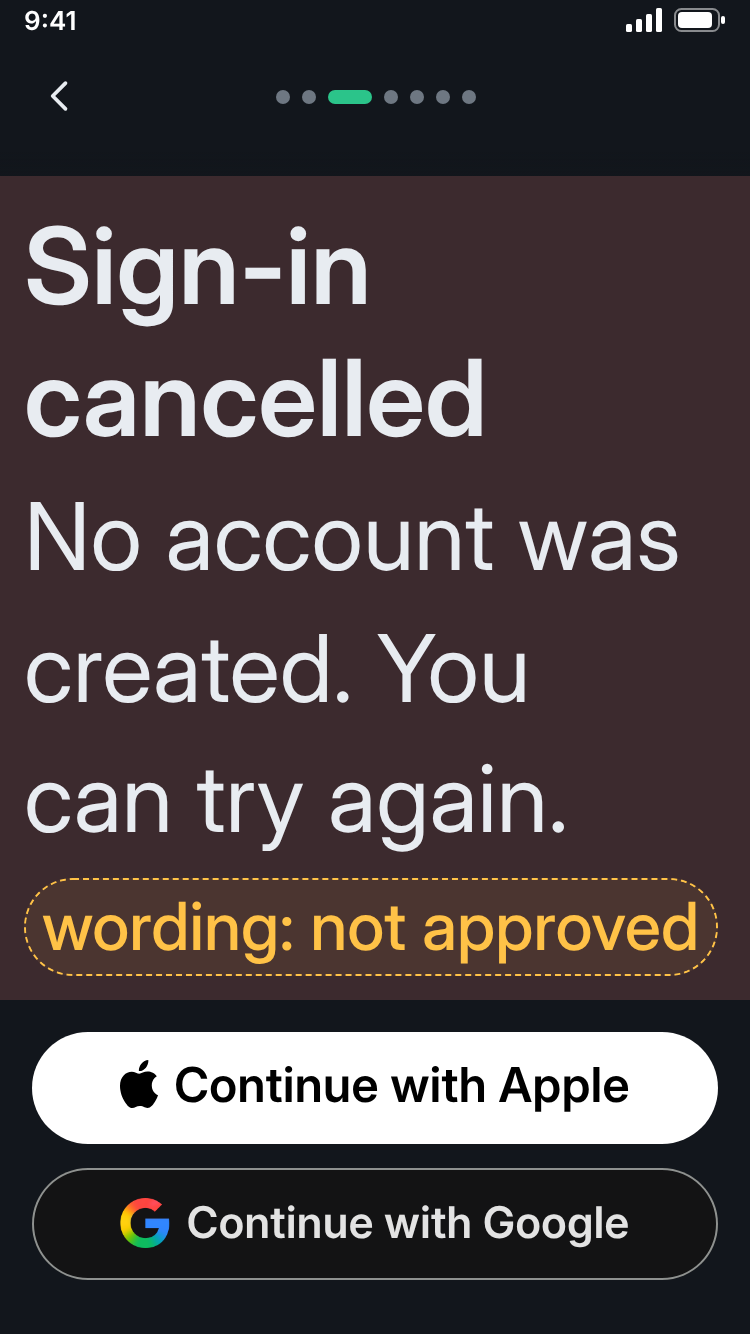 9:41
Sign-in
cancelled
No account was
created. You
can try again.
wording: not approved
Continue with Apple
Continue with Google